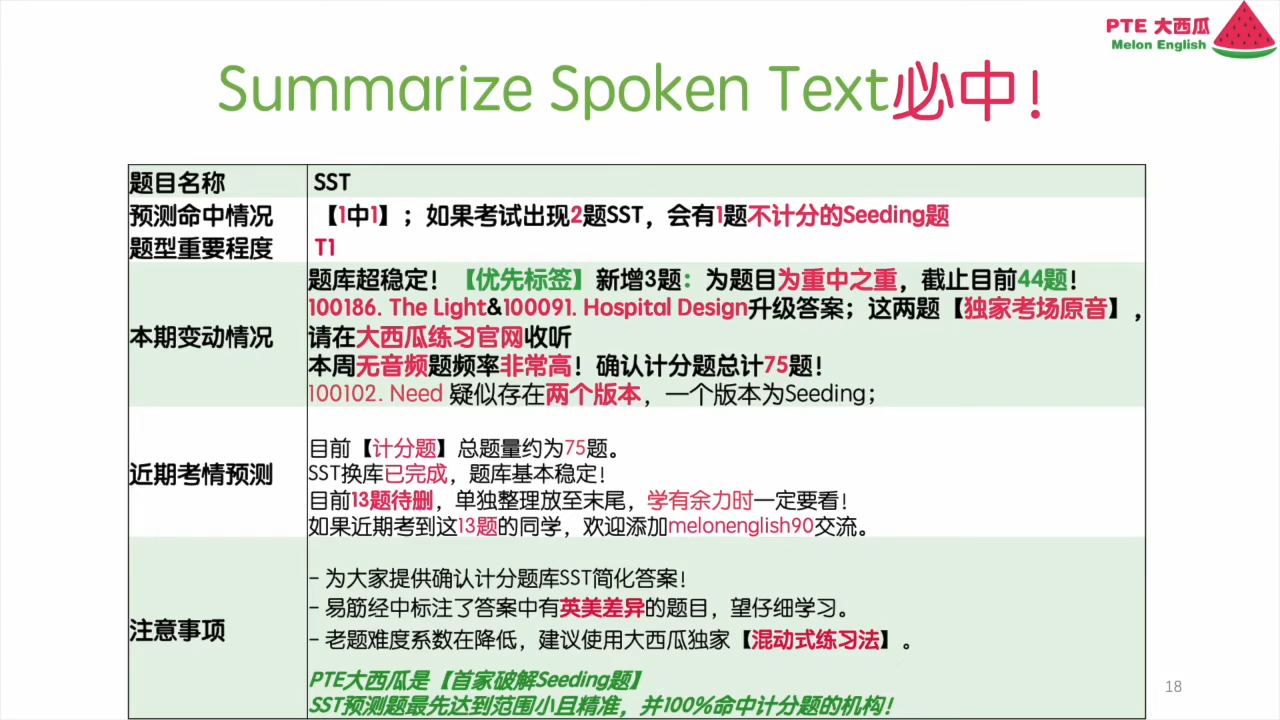 PTE 大西瓜
Melon English
Summarize Spoken Text必中!
题目名称 SST
预测命中情况 【1中1】；如果考试出现2题SST，会有1题不计分的Seeding题
题型重要程度 T1
本期变动情况
题库超稳定！【优先标签】新增3题：为题目为重中之重，截止目前44题！
100186. The Light&100091. Hospital Design升级答案；这两题【独家考场原音】，
请在大西瓜练习官网收听
本周无音频题频率非常高！确认计分题总计75题！
100102. Need 疑似存在两个版本，一个版本为Seeding；
近期考情预测
目前【计分题】总题量约为75题。
SST换库已完成，题库基本稳定！
目前13题待删，单独整理放至末尾，学有余力时一定要看！
如果近期考到这13题的同学，欢迎添加melonenglish90交流。
注意事项
- 为大家提供确认计分题库SST简化答案！
- 易筋经中标注了答案中有英美差异的题目，望仔细学习。
- 老题难度系数在降低，建议使用大西瓜独家【混动式练习法】。
PTE大西瓜是【首家破解Seeding题】
SST预测题最先达到范围小且精准，并100%命中计分题的机构！
18